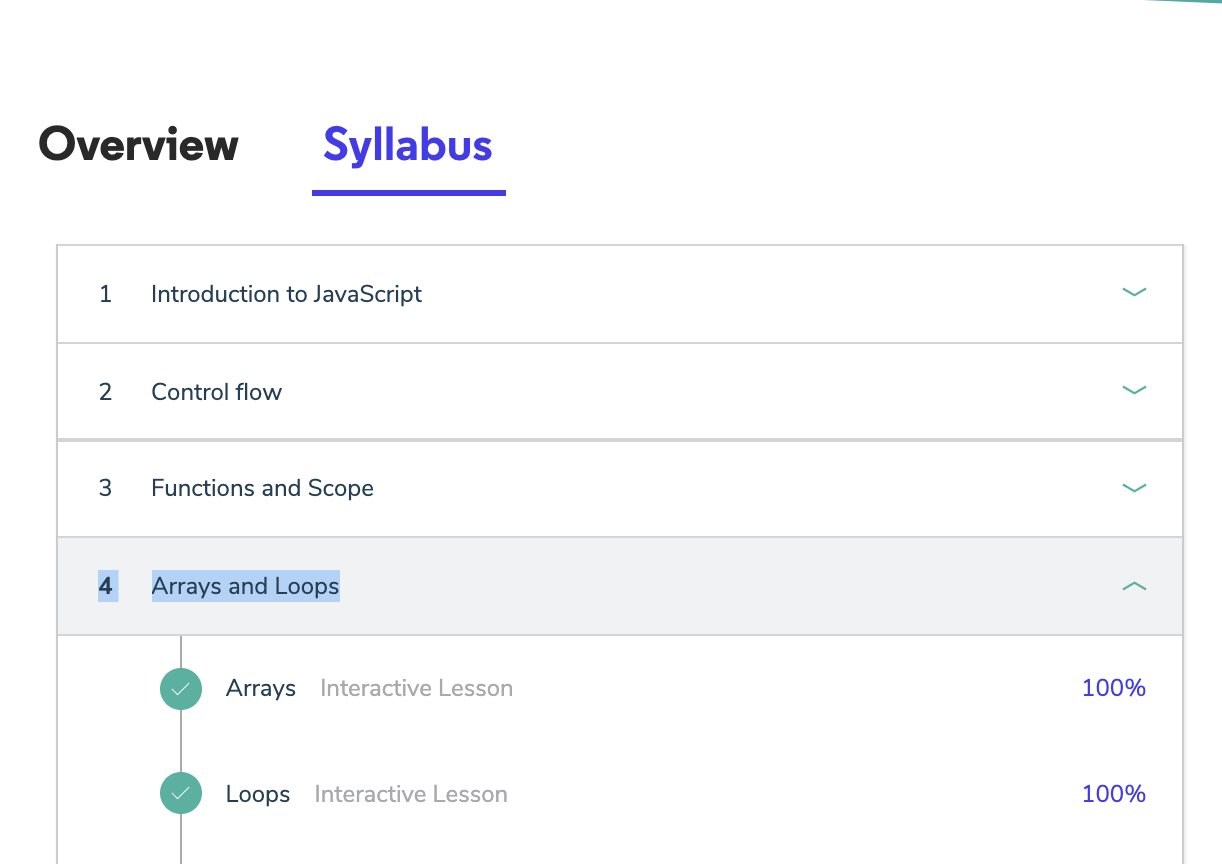 Overview Syllabus
1 Introduction to JavaScript
2 Control flow
3 Functions and Scope
4 Arrays and Loops
Arrays Interactive Lesson 100%
Loops Interactive Lesson 100%